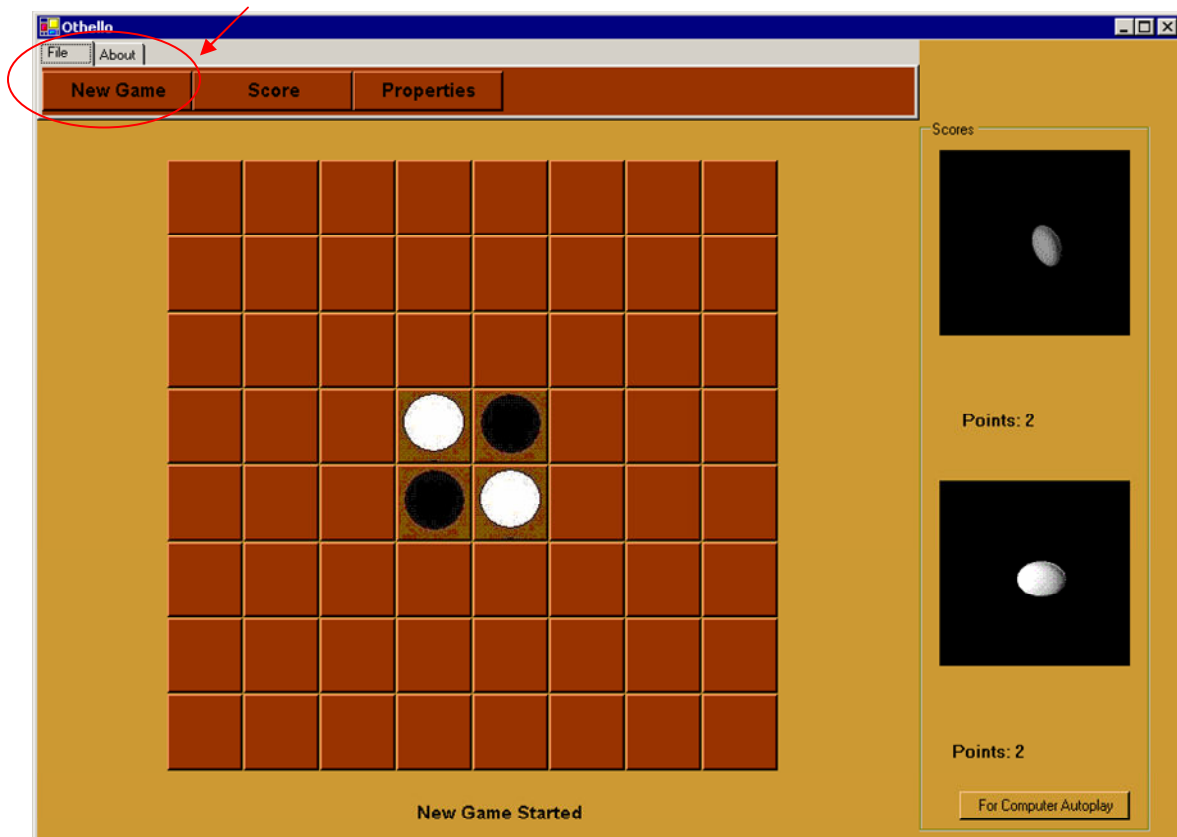 Othello
File About
New Game Score Properties
Scores
Points: 2
Points: 2
For Computer Autoplay
New Game Started